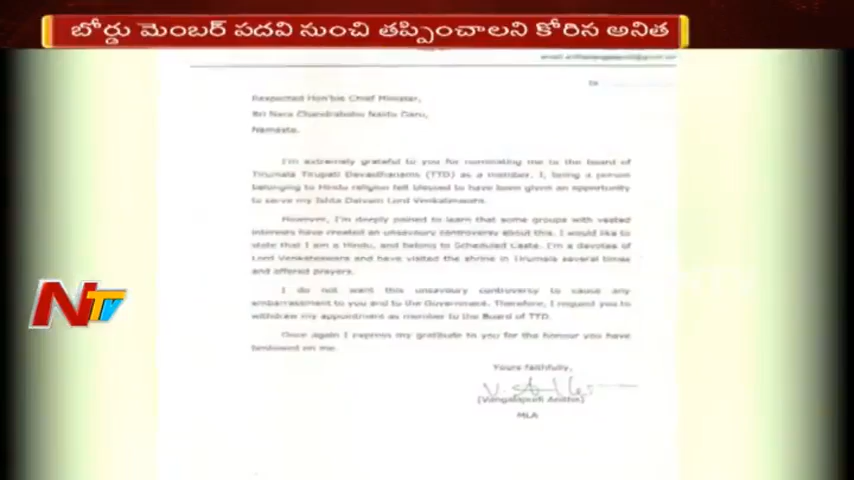 బోర్డు మెంబర్ పదవి నుంచి తప్పించాలని కోరిన అనిత
To
Respected Hon'ble Chief Minister,
Sri Nara Chandrababu Naidu Garu,
Namaste.
I'm extremely grateful to you for nominating me to the board of
Tirumala Tirupati Devasthanams (TTD) as a member. I, being a person
belonging to Hindu religion felt blessed to have been given an opportunity
to serve my Ishta Daivam Lord Venkateswara.
However, I'm deeply pained to learn that some groups with vested
interests have created an unsavoury controversy about this. I would like to
state that I am a Hindu, and belong to Scheduled Caste. I'm a devotee of
Lord Venkateswara and have visited the shrine in Tirumala several times
and offered prayers.
I do not want this unsavoury controversy to cause any
embarrassment to you and to the Government. Therefore, I request you to
withdraw my appointment as member to the Board of TTD.
Once again I express my gratitude to you for the honour you have
bestowed on me.
Yours faithfully,
(Vangalapudi Anitha)
MLA
NTV